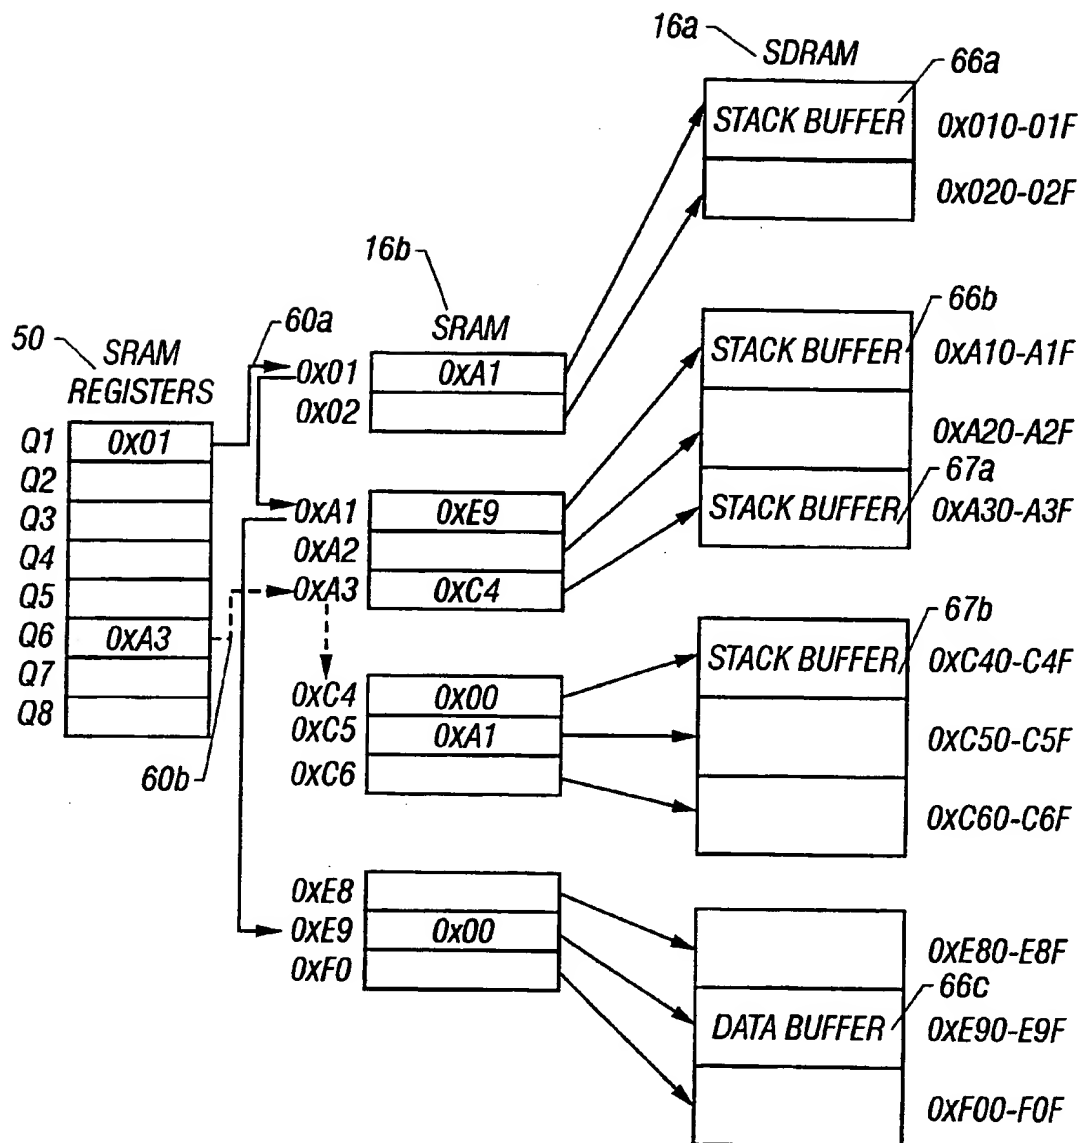 16a
SDRAM
66a
STACK BUFFER 0x010-01F
0x020-02F
16b
SRAM
60a
50
SRAM
REGISTERS
Q1 0x01
Q2
Q3
Q4
Q5
Q6 0xA3
Q7
Q8
60b
0x01 0xA1
0x02
0xA1 0xE9
0xA2
0xA3 0xC4
0xC4 0x00
0xC5 0xA1
0xC6
0xE8
0xE9 0x00
0xF0
66b
STACK BUFFER 0xA10-A1F
0xA20-A2F
67a
STACK BUFFER 0xA30-A3F
67b
STACK BUFFER 0xC40-C4F
0xC50-C5F
0xC60-C6F
0xE80-E8F
66c
DATA BUFFER 0xE90-E9F
0xF00-F0F